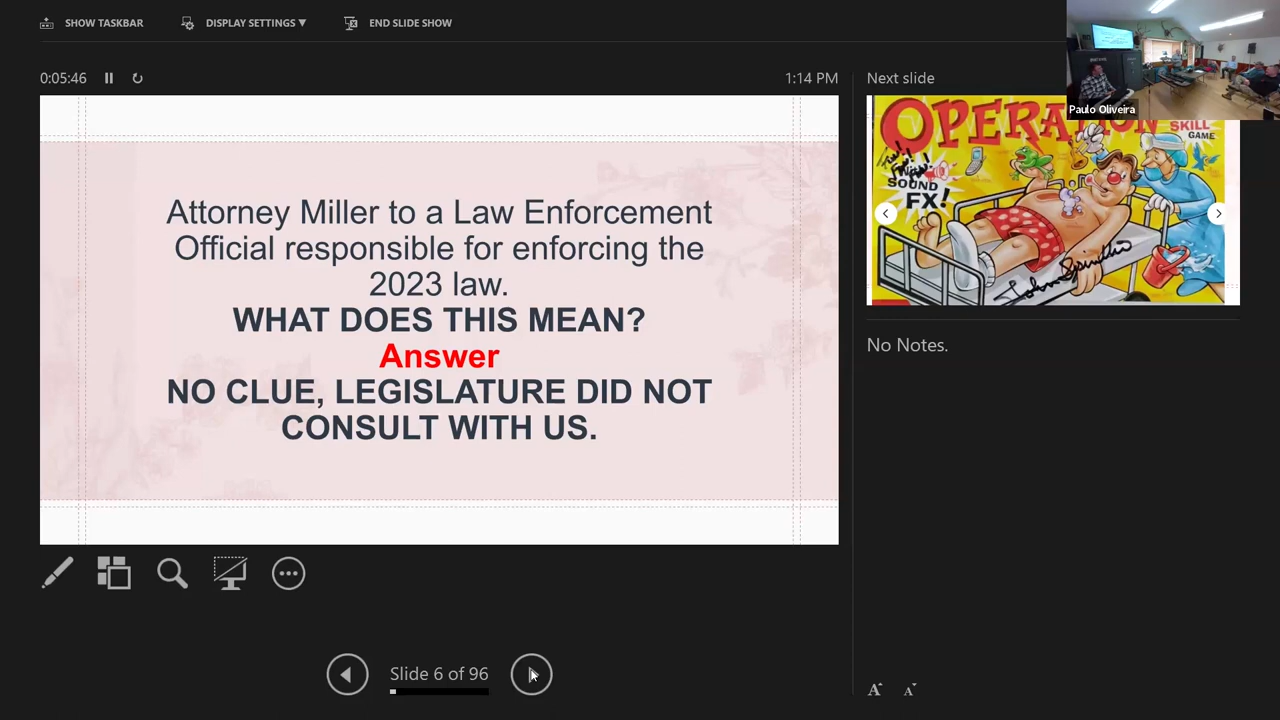 SHOW TASKBAR
DISPLAY SETTINGS ▼
END SLIDE SHOW
0:05:46
1:14 PM
Next slide
Paulo Oliveira
Attorney Miller to a Law Enforcement
Official responsible for enforcing the
2023 law.
WHAT DOES THIS MEAN?
Answer
NO CLUE, LEGISLATURE DID NOT
CONSULT WITH US.
OPERATION
SKILL
GAME
SOUND
FX!
No Notes.
Slide 6 of 96
A
A